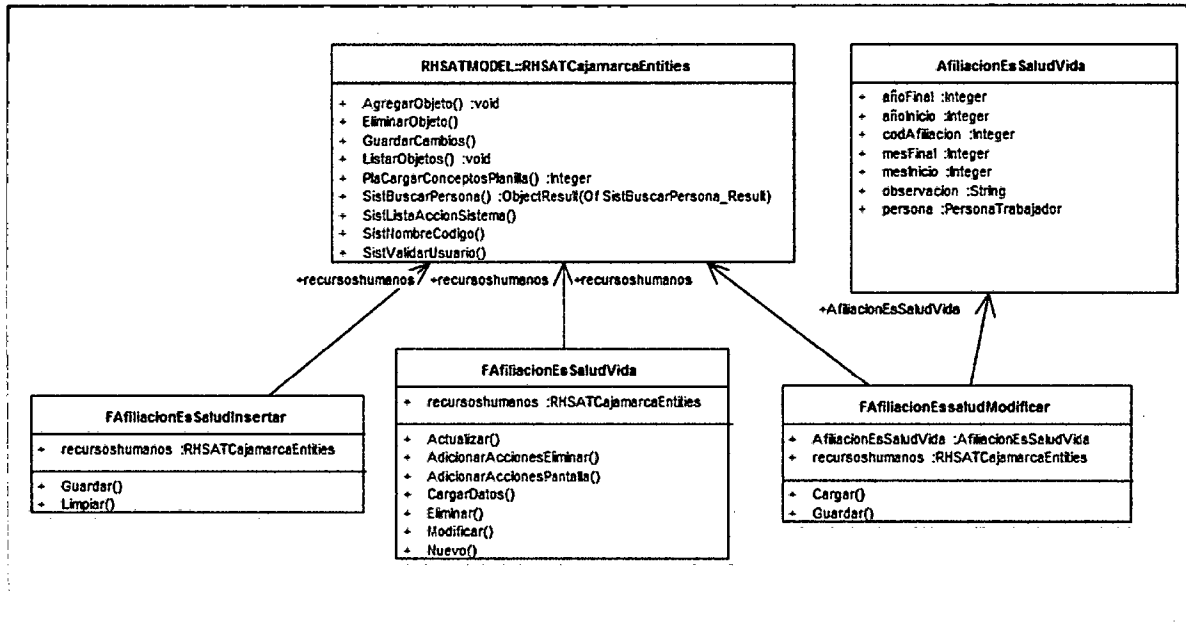 RHSATMODEL::RHSATCajamarcaEntities
+ AgregarObjeto() :void
+ EliminarObjeto()
+ GuardarCambios()
+ ListarObjetos() :void
+ PlaCargarConceptosPlanilla() :Integer
+ SistBuscarPersona() :ObjectResult(Of SistBuscarPersona_Result)
+ SistListaAccionSistema()
+ SistNombreCodigo()
+ SistValidarUsuario()
AfiliacionEsSaludVida
+ añoFinal :Integer
+ añoInicio :Integer
+ codAfiliacion :Integer
+ mesFinal :Integer
+ mesInicio :Integer
+ observacion :String
+ persona :PersonaTrabajador
+recursoshumanos
+recursoshumanos
+recursoshumanos
+AfiliacionEsSaludVida
FAfiliacionEsSaludInsertar
+ recursoshumanos :RHSATCajamarcaEntities
+ Guardar()
+ Limpiar()
FAfiliacionEsSaludVida
+ recursoshumanos :RHSATCajamarcaEntities
+ Actualizar()
+ AdicionarAccionesEliminar()
+ AdicionarAccionesPantalla()
+ CargarDatos()
+ Eliminar()
+ Modificar()
+ Nuevo()
FAfiliacionEssaludModificar
+ AfiliacionEsSaludVida :AfiliacionEsSaludVida
+ recursoshumanos :RHSATCajamarcaEntities
+ Cargar()
+ Guardar()